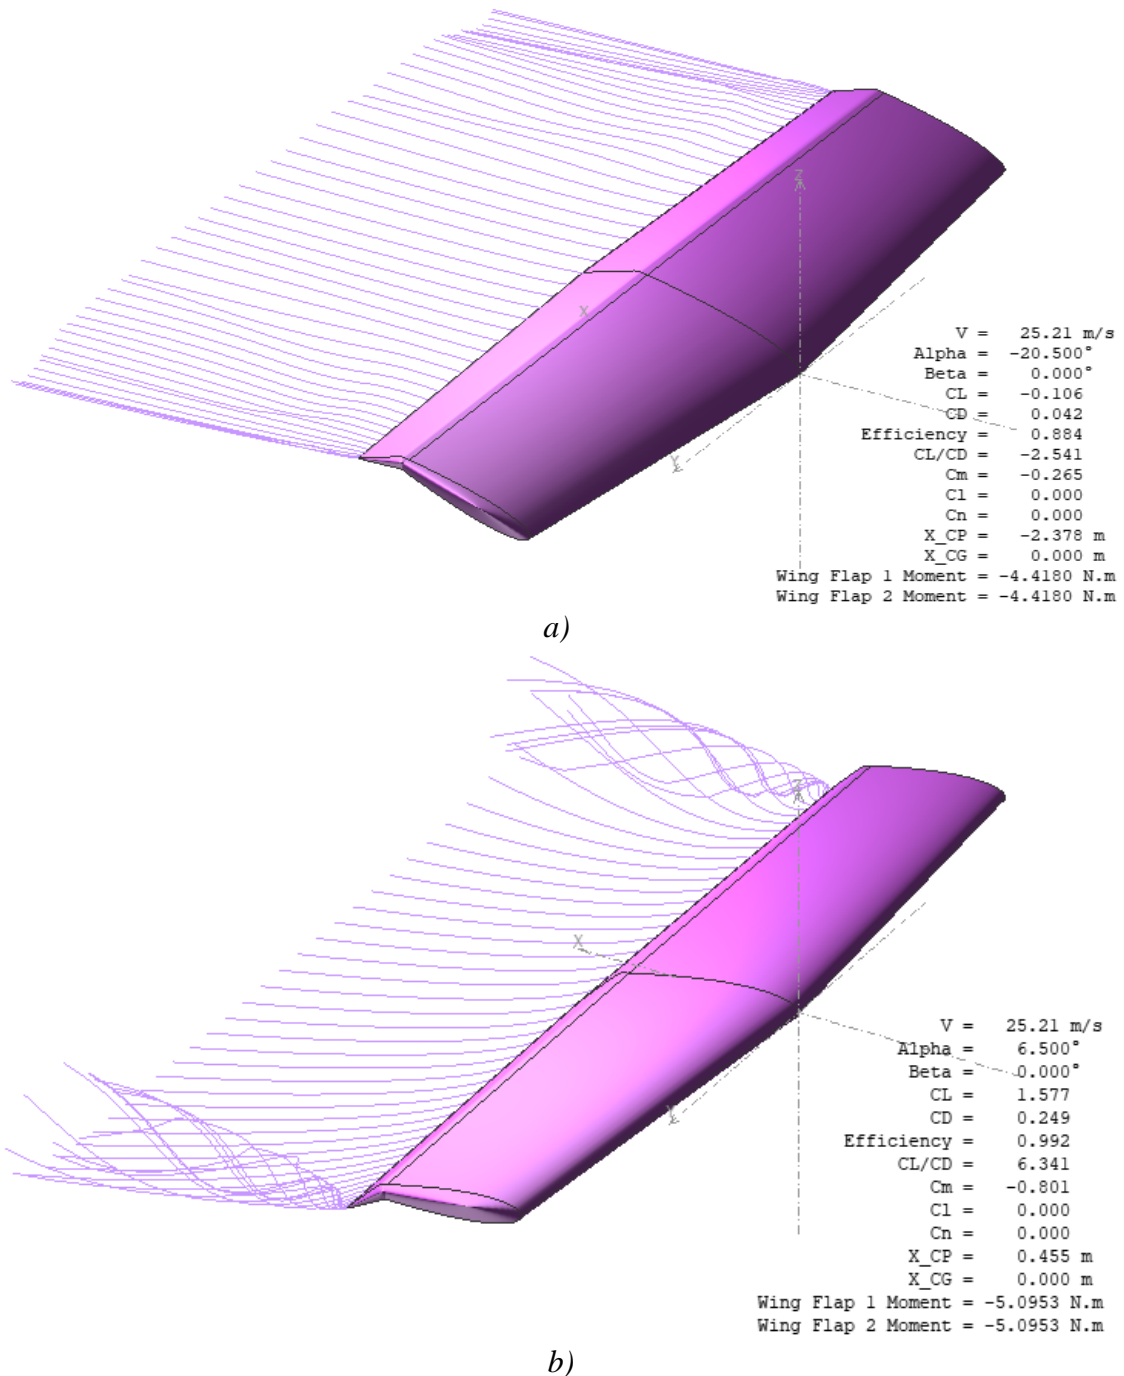 Z
X
Y
V = 25.21 m/s
Alpha = -20.500°
Beta = 0.000°
CL = -0.106
CD = 0.042
Efficiency = 0.884
CL/CD = -2.541
Cm = -0.265
Cl = 0.000
Cn = 0.000
X_CP = -2.378 m
X_CG = 0.000 m
Wing Flap 1 Moment = -4.4180 N.m
Wing Flap 2 Moment = -4.4180 N.m
a)
Z
X
Y
V = 25.21 m/s
Alpha = 6.500°
Beta = 0.000°
CL = 1.577
CD = 0.249
Efficiency = 0.992
CL/CD = 6.341
Cm = -0.801
Cl = 0.000
Cn = 0.000
X_CP = 0.455 m
X_CG = 0.000 m
Wing Flap 1 Moment = -5.0953 N.m
Wing Flap 2 Moment = -5.0953 N.m
b)